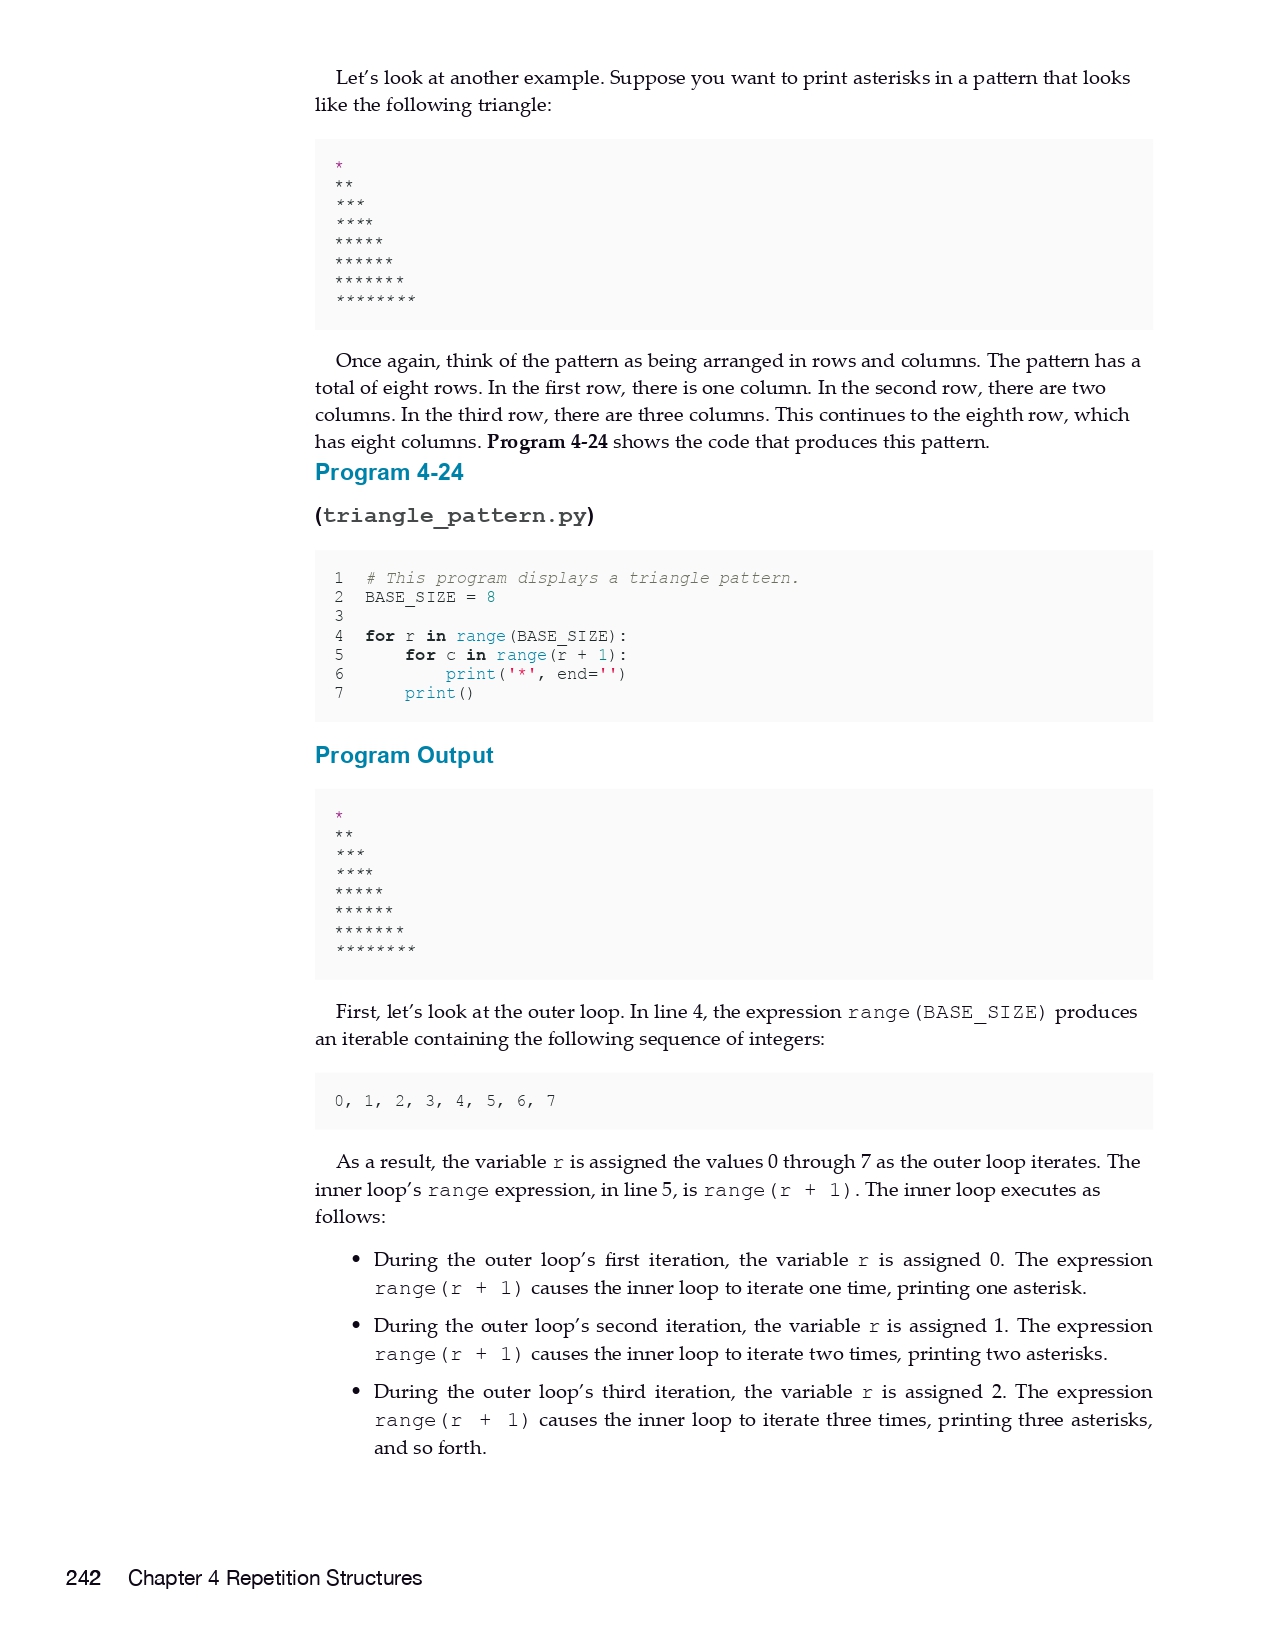 Let’s look at another example. Suppose you want to print asterisks in a pattern that looks
like the following triangle:
*
**
***
****
*****
******
*******
********
Once again, think of the pattern as being arranged in rows and columns. The pattern has a
total of eight rows. In the first row, there is one column. In the second row, there are two
columns. In the third row, there are three columns. This continues to the eighth row, which
has eight columns. Program 4-24 shows the code that produces this pattern.
Program 4-24
(triangle_pattern.py)
1  # This program displays a triangle pattern.
2  BASE_SIZE = 8
3
4  for r in range(BASE_SIZE):
5      for c in range(r + 1):
6          print('*', end='')
7      print()
Program Output
*
**
***
****
*****
******
*******
********
First, let’s look at the outer loop. In line 4, the expression range(BASE_SIZE) produces
an iterable containing the following sequence of integers:
0, 1, 2, 3, 4, 5, 6, 7
As a result, the variable r is assigned the values 0 through 7 as the outer loop iterates. The
inner loop’s range expression, in line 5, is range(r + 1). The inner loop executes as
follows:
• During the outer loop’s first iteration, the variable r is assigned 0. The expression
range(r + 1) causes the inner loop to iterate one time, printing one asterisk.
• During the outer loop’s second iteration, the variable r is assigned 1. The expression
range(r + 1) causes the inner loop to iterate two times, printing two asterisks.
• During the outer loop’s third iteration, the variable r is assigned 2. The expression
range(r + 1) causes the inner loop to iterate three times, printing three asterisks,
and so forth.
242 Chapter 4 Repetition Structures